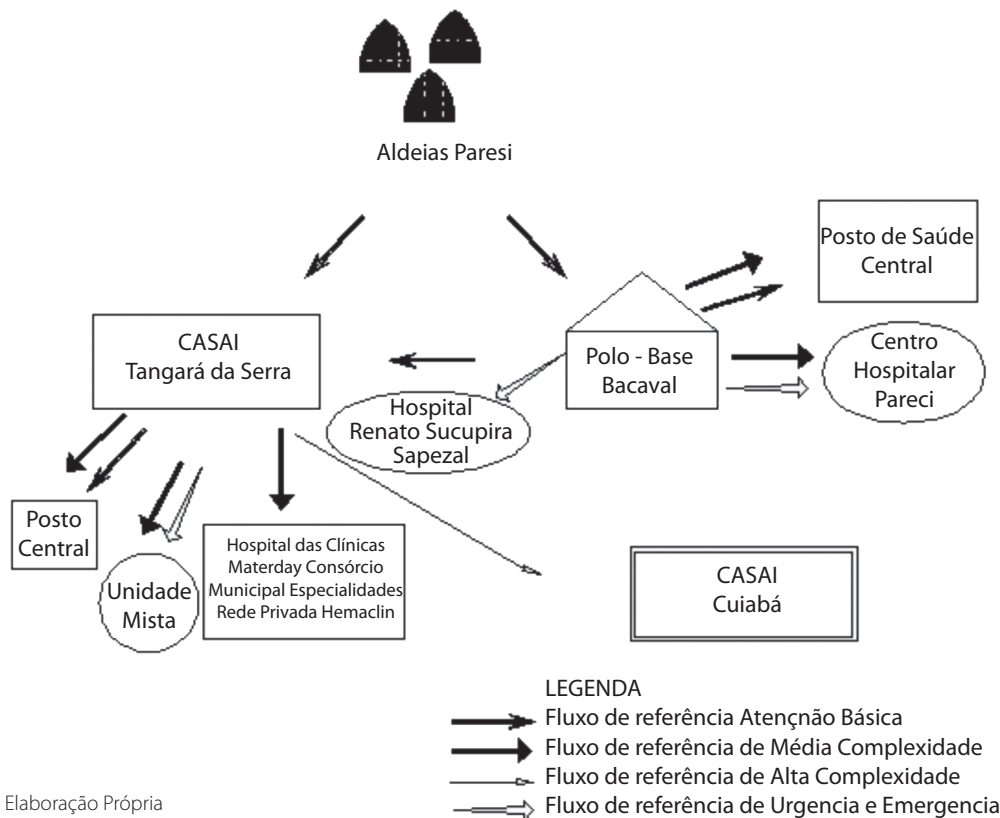 Aldeias Paresi
Posto de Saúde
Central
CASAI
Tangará da Serra
Polo - Base
Bacaval
Centro
Hospitalar
Pareci
Hospital
Renato Sucupira
Sapezal
Posto
Central
Unidade
Mista
Hospital das Clínicas
Materday Consórcio
Municipal Especialidades
Rede Privada Hemaclin
CASAI
Cuiabá
LEGENDA
Fluxo de referência Atençnão Básica
Fluxo de referência de Média Complexidade
Fluxo de referência de Alta Complexidade
Fluxo de referência de Urgencia e Emergencia
Elaboração Própria